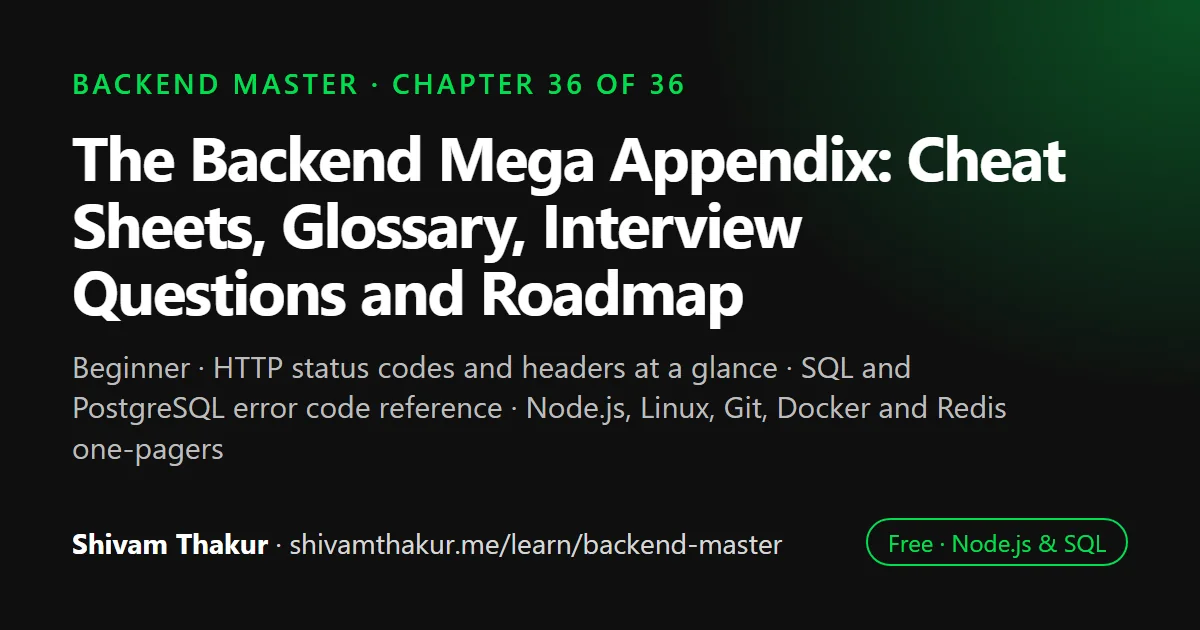 BACKEND MASTER · CHAPTER 36 OF 36
The Backend Mega Appendix: Cheat
Sheets, Glossary, Interview
Questions and Roadmap
Beginner · HTTP status codes and headers at a glance · SQL and
PostgreSQL error code reference · Node.js, Linux, Git, Docker and Redis
one-pagers
Shivam Thakur · shivamthakur.me/learn/backend-master
Free · Node.js & SQL